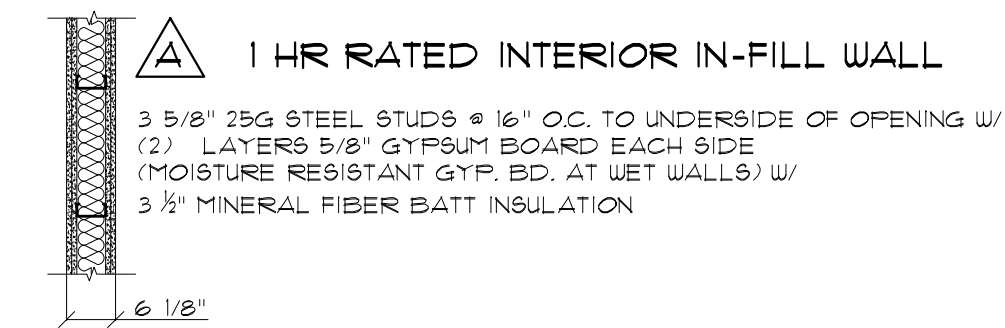 A 1 HR RATED INTERIOR IN-FILL WALL
3 5/8" 25G STEEL STUDS @ 16" O.C. TO UNDERSIDE OF OPENING W/
(2) LAYERS 5/8" GYPSUM BOARD EACH SIDE
(MOISTURE RESISTANT GYP. BD. AT WET WALLS) W/
3 ½" MINERAL FIBER BATT INSULATION
6 1/8"